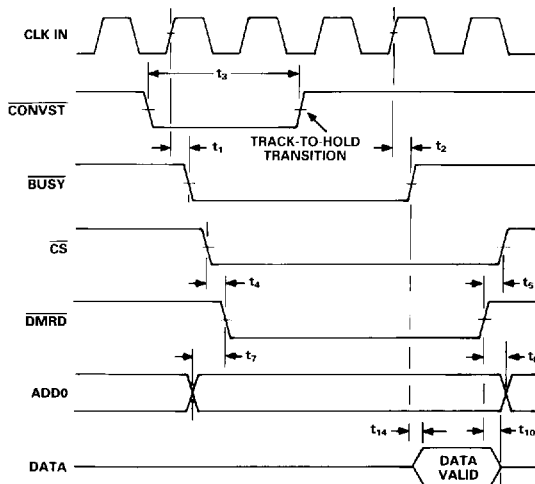 CLK IN
t3
CONVST
t1
TRACK-TO-HOLD
TRANSITION
t2
BUSY
CS
t4
t5
DMRD
t7
t6
ADD0
t14
t10
DATA
DATA
VALID